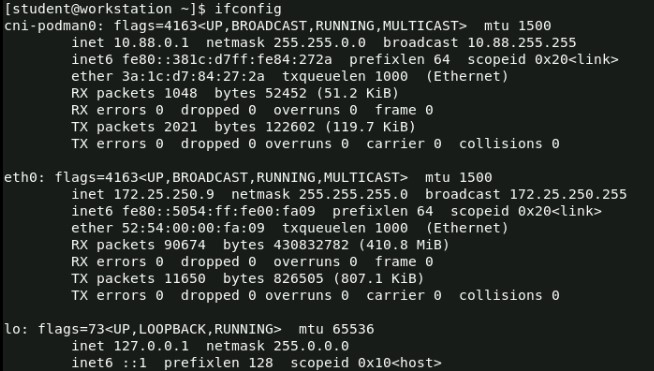 [student@workstation ~]$ ifconfig
cni-podman0: flags=4163<UP,BROADCAST,RUNNING,MULTICAST>  mtu 1500
        inet 10.88.0.1  netmask 255.255.0.0  broadcast 10.88.255.255
        inet6 fe80::381c:d7ff:fe84:272a  prefixlen 64  scopeid 0x20<link>
        ether 3a:1c:d7:84:27:2a  txqueuelen 1000  (Ethernet)
        RX packets 1048  bytes 52452 (51.2 KiB)
        RX errors 0  dropped 0  overruns 0  frame 0
        TX packets 2021  bytes 122602 (119.7 KiB)
        TX errors 0  dropped 0 overruns 0  carrier 0  collisions 0
eth0: flags=4163<UP,BROADCAST,RUNNING,MULTICAST>  mtu 1500
        inet 172.25.250.9  netmask 255.255.255.0  broadcast 172.25.250.255
        inet6 fe80::5054:ff:fe00:fa09  prefixlen 64  scopeid 0x20<link>
        ether 52:54:00:00:fa:09  txqueuelen 1000  (Ethernet)
        RX packets 90674  bytes 430832782 (410.8 MiB)
        RX errors 0  dropped 0  overruns 0  frame 0
        TX packets 11650  bytes 826505 (807.1 KiB)
        TX errors 0  dropped 0 overruns 0  carrier 0  collisions 0
lo: flags=73<UP,LOOPBACK,RUNNING>  mtu 65536
        inet 127.0.0.1  netmask 255.0.0.0
        inet6 ::1  prefixlen 128  scopeid 0x10<host>